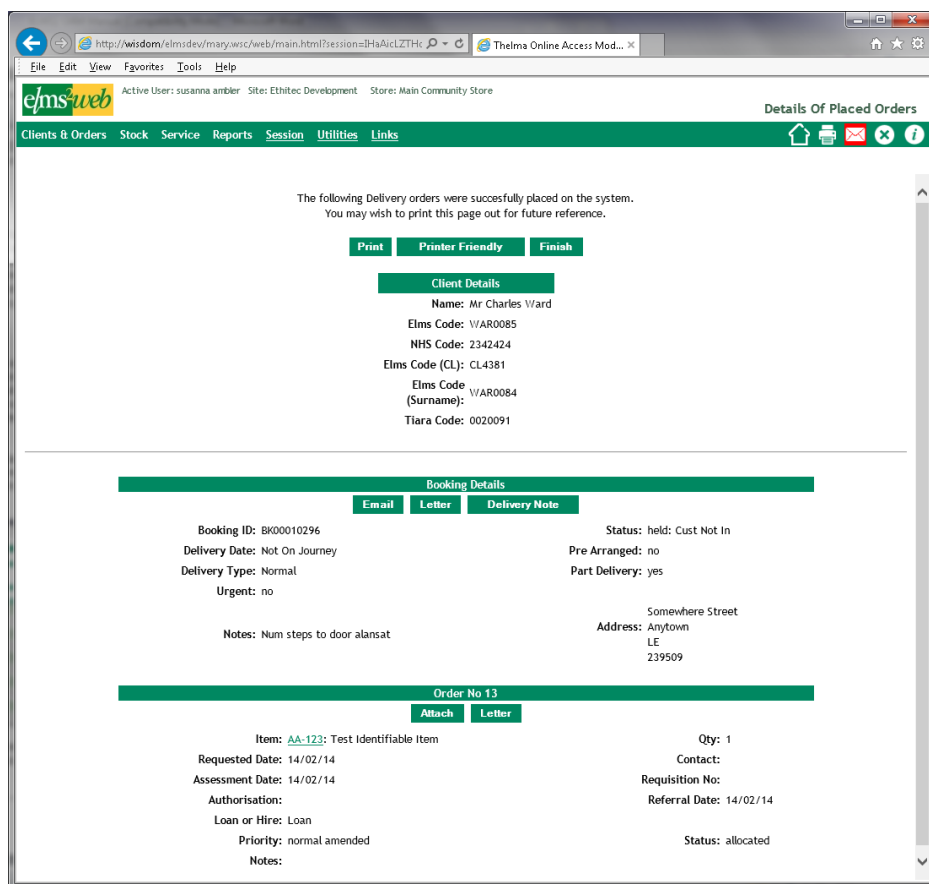 http://wisdom/elmsdev/mary.wsc/web/main.html?session=IHaAicLZTHc
Thelma Online Access Mod...
File Edit View Favorites Tools Help
elms2web
Active User: susanna ambler Site: Ethitec Development Store: Main Community Store
Details Of Placed Orders
Clients & Orders Stock Service Reports Session Utilities Links
The following Delivery orders were succesfully placed on the system.
You may wish to print this page out for future reference.
Print Printer Friendly Finish
Client Details
Name: Mr Charles Ward
Elms Code: WAR0085
NHS Code: 2342424
Elms Code (CL): CL4381
Elms Code
(Surname): WAR0084
Tiara Code: 0020091
Booking Details
Email Letter Delivery Note
Booking ID: BK00010296 Status: held: Cust Not In
Delivery Date: Not On Journey Pre Arranged: no
Delivery Type: Normal Part Delivery: yes
Urgent: no
Somewhere Street
Notes: Num steps to door alansat Address: Anytown
LE
239509
Order No 13
Attach Letter
Item: AA-123: Test Identifiable Item Qty: 1
Requested Date: 14/02/14 Contact:
Assessment Date: 14/02/14 Requisition No:
Authorisation: Referral Date: 14/02/14
Loan or Hire: Loan
Priority: normal amended Status: allocated
Notes: